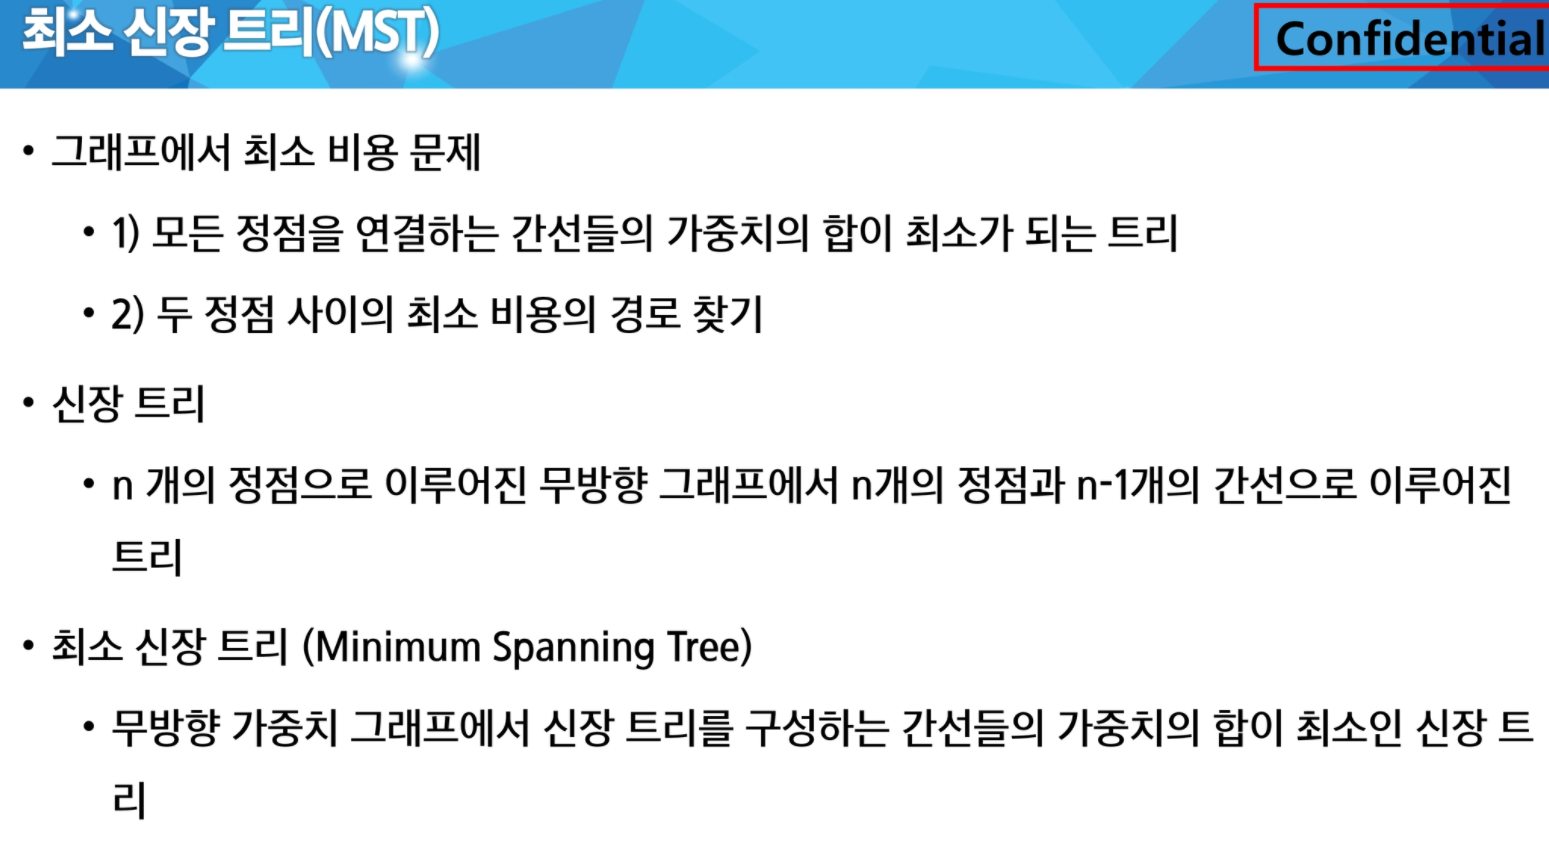 최소 신장 트리(MST)
Confidential
• 그래프에서 최소 비용 문제
• 1) 모든 정점을 연결하는 간선들의 가중치의 합이 최소가 되는 트리
• 2) 두 정점 사이의 최소 비용의 경로 찾기
• 신장 트리
• n 개의 정점으로 이루어진 무방향 그래프에서 n개의 정점과 n-1개의 간선으로 이루어진
트리
• 최소 신장 트리 (Minimum Spanning Tree)
• 무방향 가중치 그래프에서 신장 트리를 구성하는 간선들의 가중치의 합이 최소인 신장 트
리